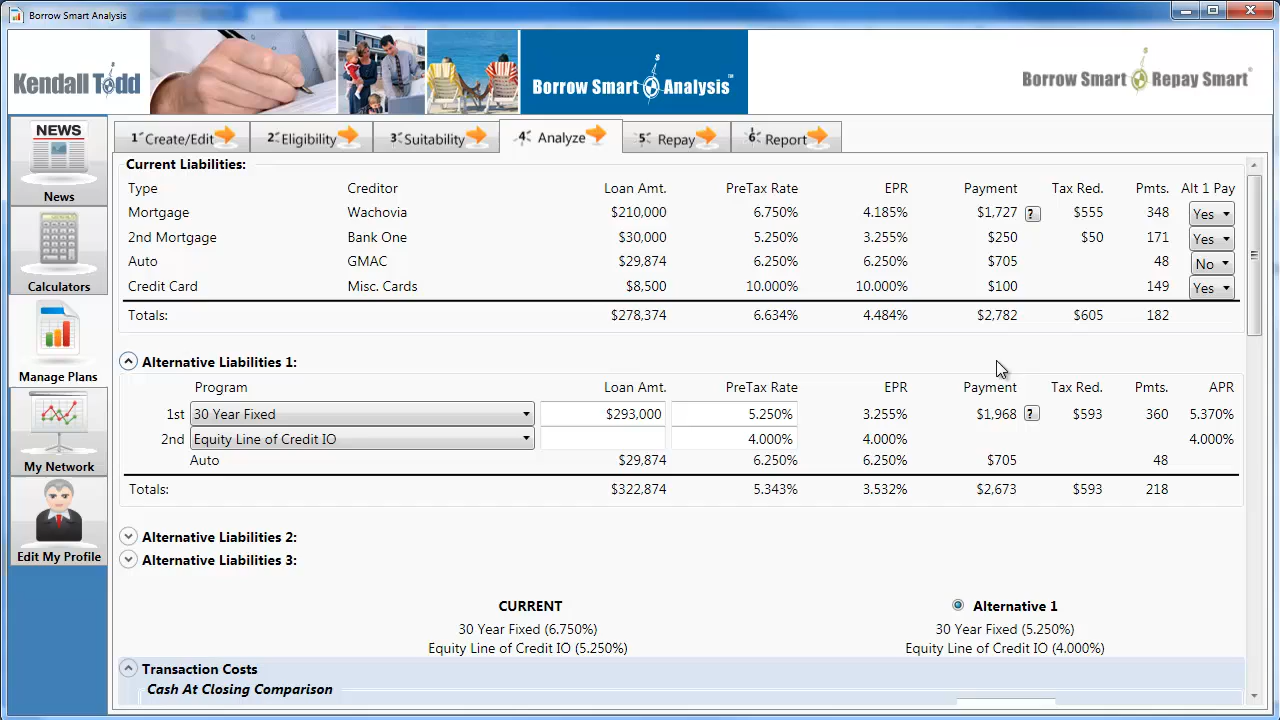 Borrow Smart Analysis
Kendall Todd
Borrow Smart Analysis™
Borrow Smart Repay Smart®
1 Create/Edit 2 Eligibility 3 Suitability 4 Analyze 5 Repay 6 Report
NEWS
News
Calculators
Manage Plans
My Network
Edit My Profile
Current Liabilities:
Type Creditor Loan Amt. PreTax Rate EPR Payment Tax Red. Pmts. Alt 1 Pay
Mortgage Wachovia $210,000 6.750% 4.185% $1,727 ? $555 348 Yes
2nd Mortgage Bank One $30,000 5.250% 3.255% $250 $50 171 Yes
Auto GMAC $29,874 6.250% 6.250% $705 48 No
Credit Card Misc. Cards $8,500 10.000% 10.000% $100 149 Yes
Totals: $278,374 6.634% 4.484% $2,782 $605 182
Alternative Liabilities 1:
Program Loan Amt. PreTax Rate EPR Payment Tax Red. Pmts. APR
1st 30 Year Fixed $293,000 5.250% 3.255% $1,968 ? $593 360 5.370%
2nd Equity Line of Credit IO 4.000% 4.000% 4.000%
Auto $29,874 6.250% 6.250% $705 48
Totals: $322,874 5.343% 3.532% $2,673 $593 218
Alternative Liabilities 2:
Alternative Liabilities 3:
CURRENT Alternative 1
30 Year Fixed (6.750%) 30 Year Fixed (5.250%)
Equity Line of Credit IO (5.250%) Equity Line of Credit IO (4.000%)
Transaction Costs
Cash At Closing Comparison